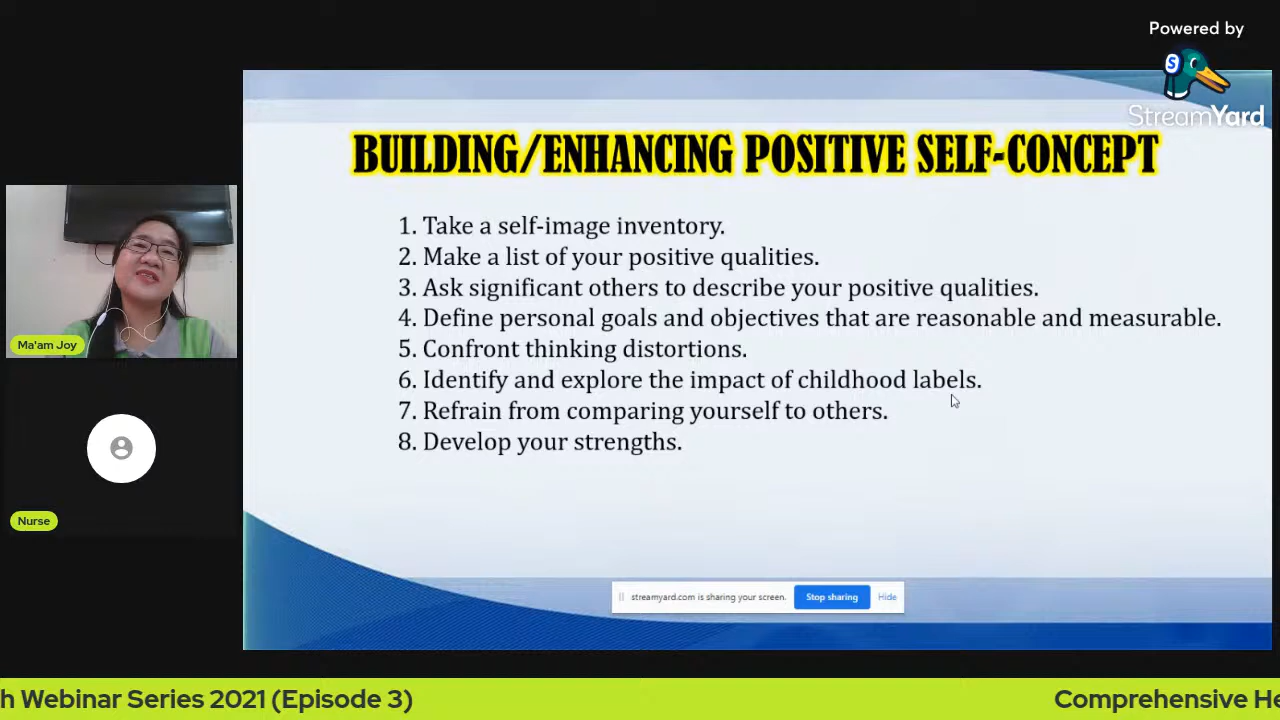 Powered by
StreamYard
BUILDING/ENHANCING POSITIVE SELF-CONCEPT
1. Take a self-image inventory.
2. Make a list of your positive qualities.
3. Ask significant others to describe your positive qualities.
4. Define personal goals and objectives that are reasonable and measurable.
5. Confront thinking distortions.
6. Identify and explore the impact of childhood labels.
7. Refrain from comparing yourself to others.
8. Develop your strengths.
Ma'am Joy
Nurse
streamyard.com is sharing your screen. Stop sharing Hide
h Webinar Series 2021 (Episode 3) Comprehensive He